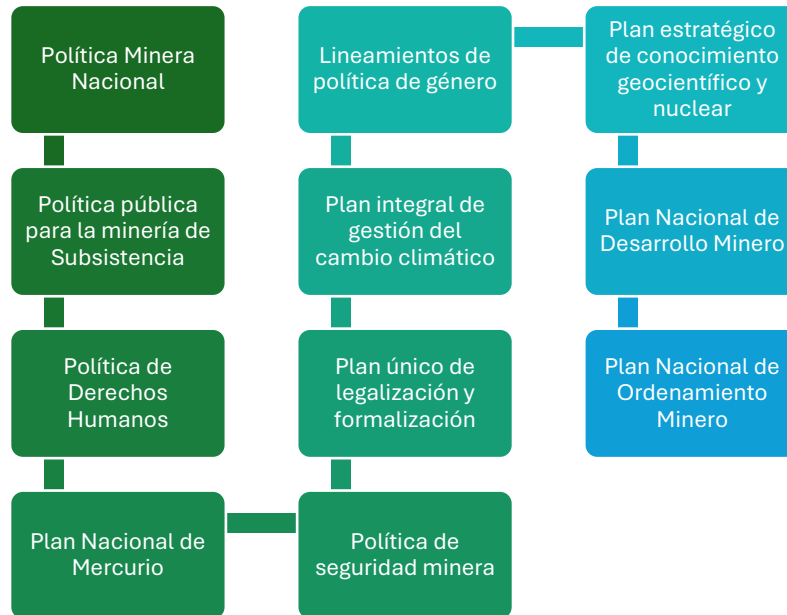 Política Minera
Nacional
Política pública
para la minería de
Subsistencia
Política de
Derechos
Humanos
Plan Nacional de
Mercurio
Política de
seguridad minera
Plan único de
legalización y
formalización
Plan integral de
gestión del
cambio climático
Lineamientos de
política de género
Plan estratégico
de conocimiento
geocientífico y
nuclear
Plan Nacional de
Desarrollo Minero
Plan Nacional de
Ordenamiento
Minero